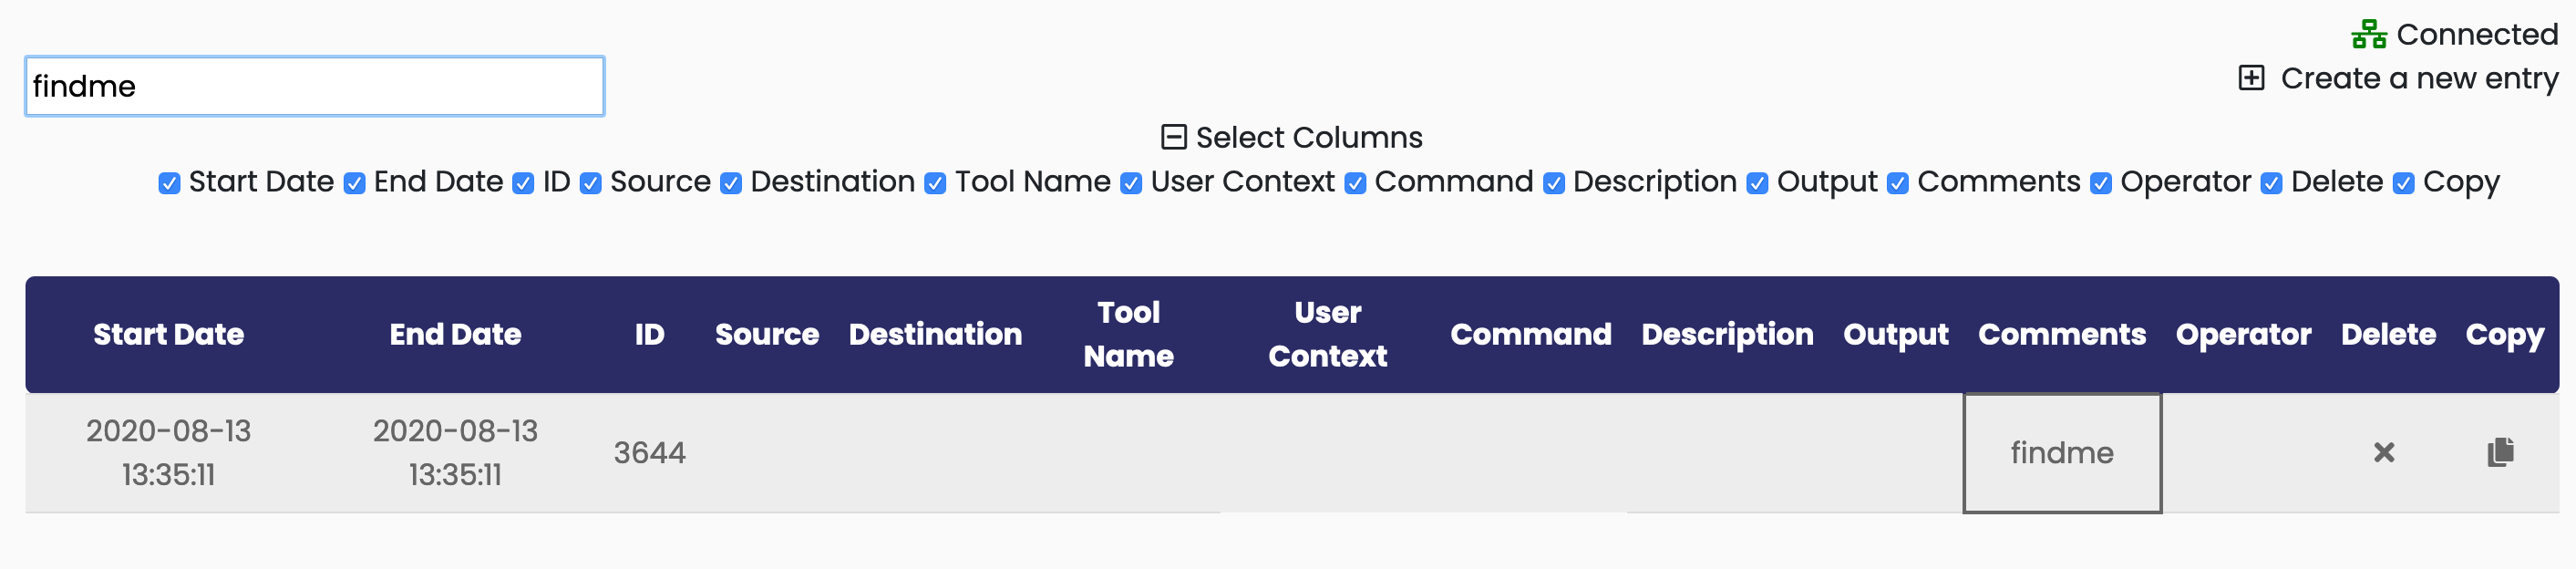 Connected
findme
Create a new entry
Select Columns
Start Date End Date ID Source Destination Tool Name User Context Command Description Output Comments Operator Delete Copy
Start Date End Date ID Source Destination Tool Name User Context Command Description Output Comments Operator Delete Copy
2020-08-13 13:35:11 2020-08-13 13:35:11 3644 findme